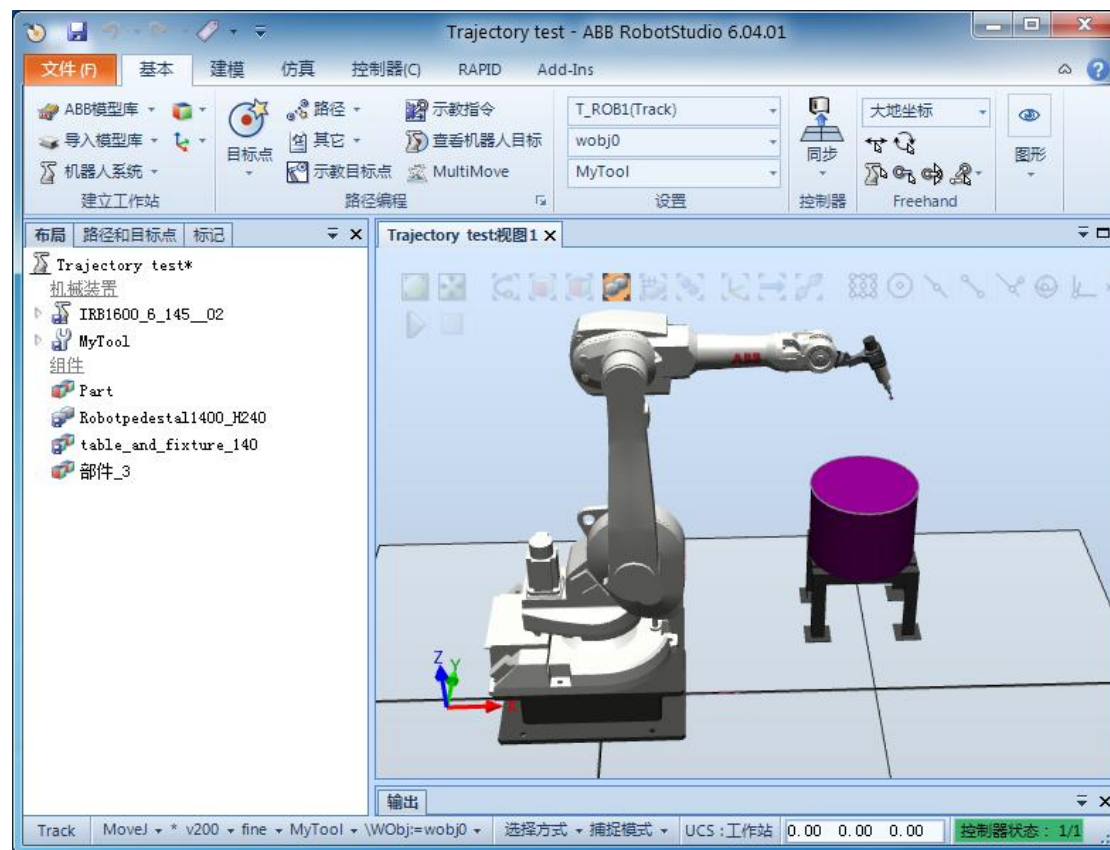 Trajectory test - ABB RobotStudio 6.04.01
文件(F) 基本 建模 仿真 控制器(C) RAPID Add-Ins
ABB模型库
导入模型库
机器人系统
建立工作站
目标点
路径
其它
示教目标点
示教指令
查看机器人目标
MultiMove
路径编程
T_ROB1(Track)
wobj0
MyTool
设置
同步
控制器
大地坐标
Freehand
图形
布局 路径和目标点 标记
Trajectory test*
机械装置
IRB1600_6_145__02
MyTool
组件
Part
Robotpedestal1400_H240
table_and_fixture_140
部件_3
Trajectory test:视图1
ABB
Z
Y
X
输出
Track MoveJ * v200 fine MyTool \WObj:=wobj0 选择方式 捕捉模式 UCS:工作站 0.00 0.00 0.00 控制器状态: 1/1